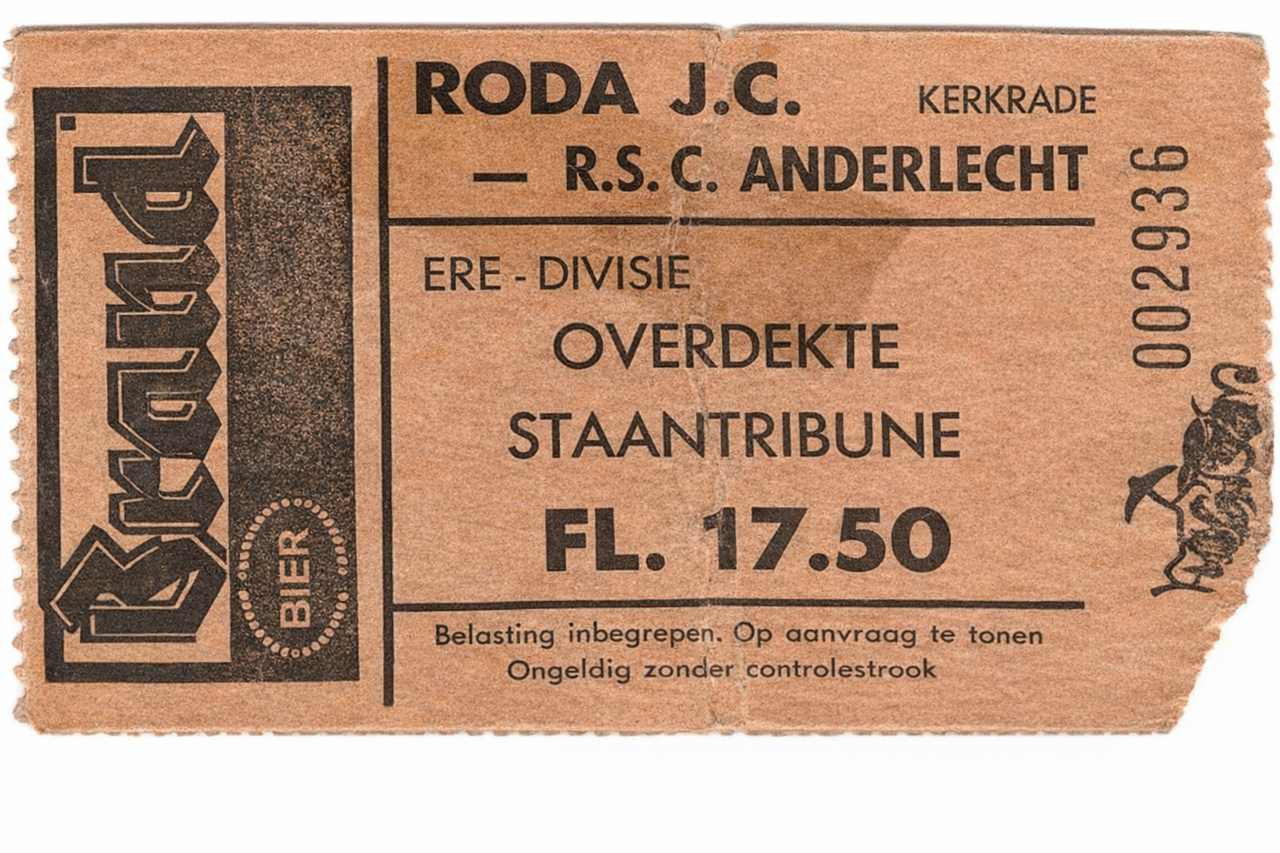 Brand
BIER
RODA J.C. KERKRADE
— R.S.C. ANDERLECHT
ERE - DIVISIE
OVERDEKTE
STAANTRIBUNE
FL. 17.50
Belasting inbegrepen. Op aanvraag te tonen
Ongeldig zonder controlestrook
002936